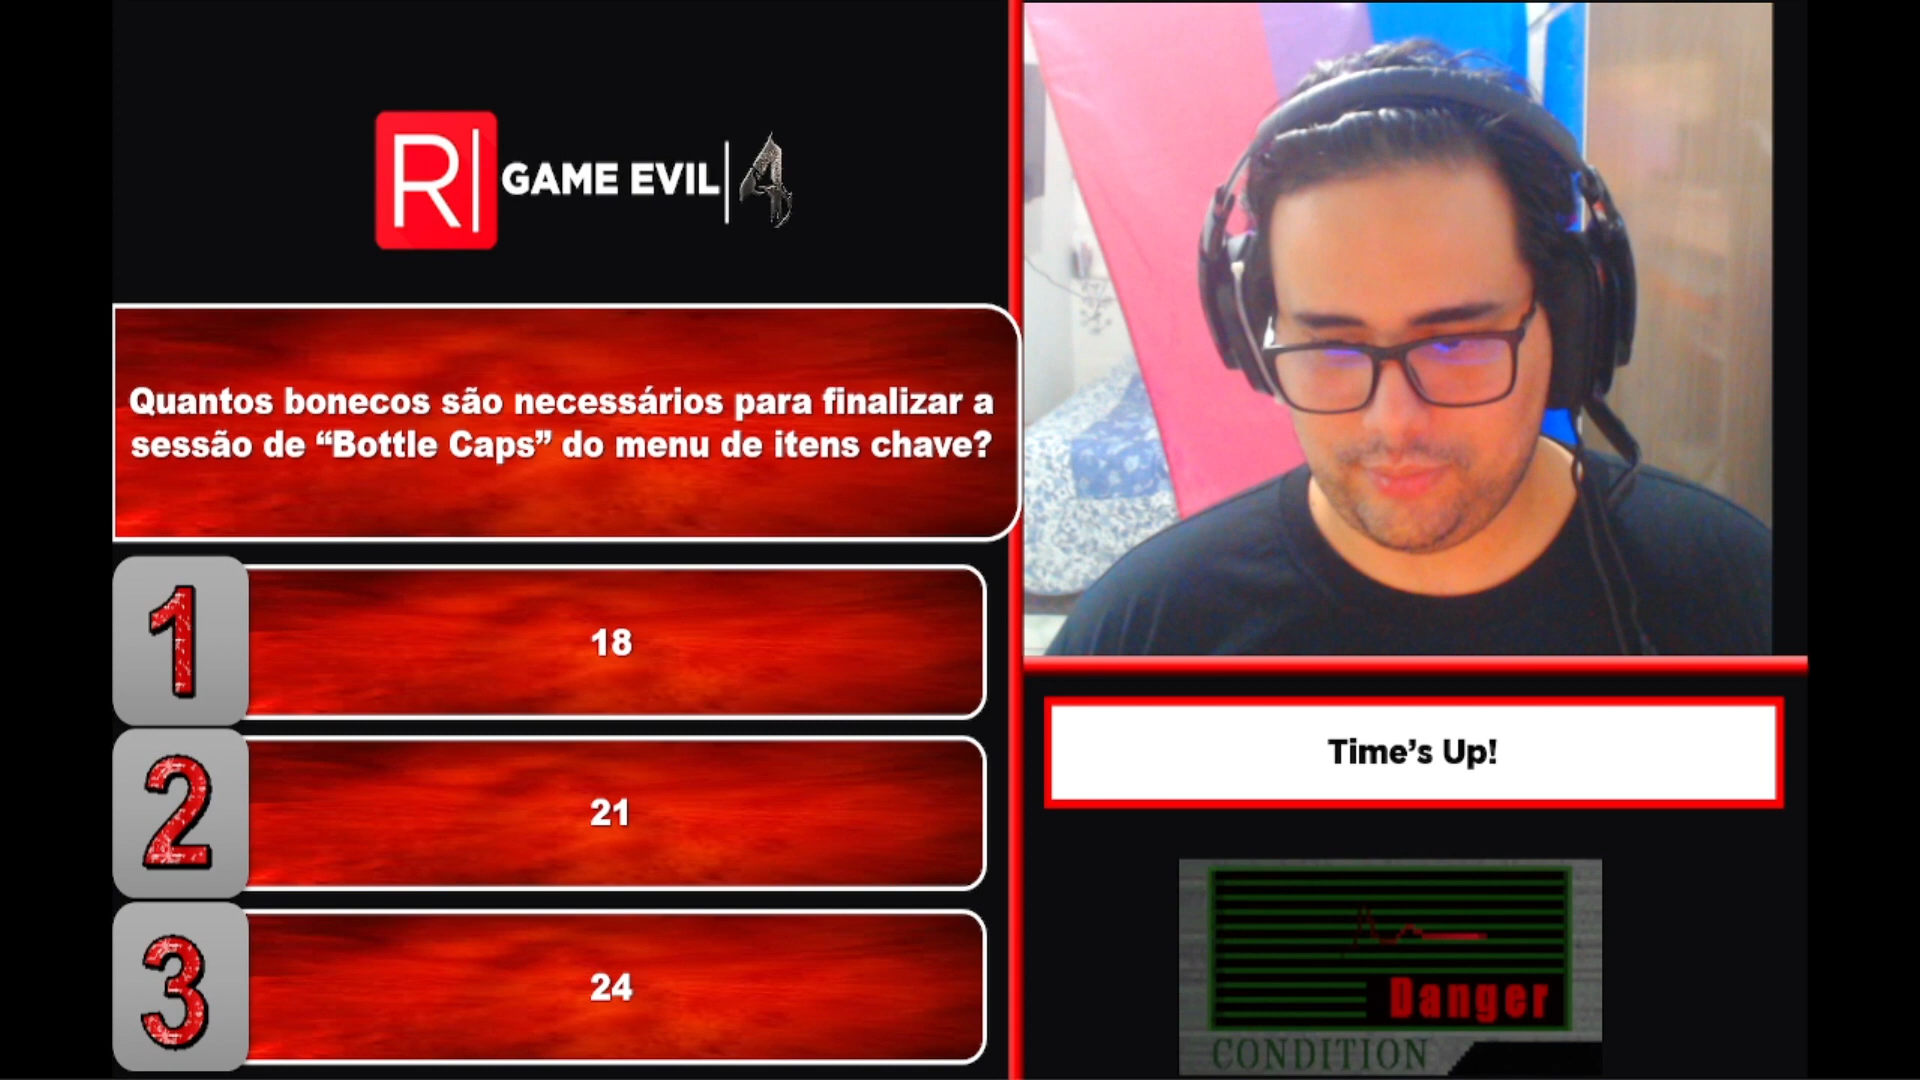 R| GAME EVIL | 4
Quantos bonecos são necessários para finalizar a
sessão de “Bottle Caps” do menu de itens chave?
1
18
2
21
3
24
Time’s Up!
Danger
CONDITION